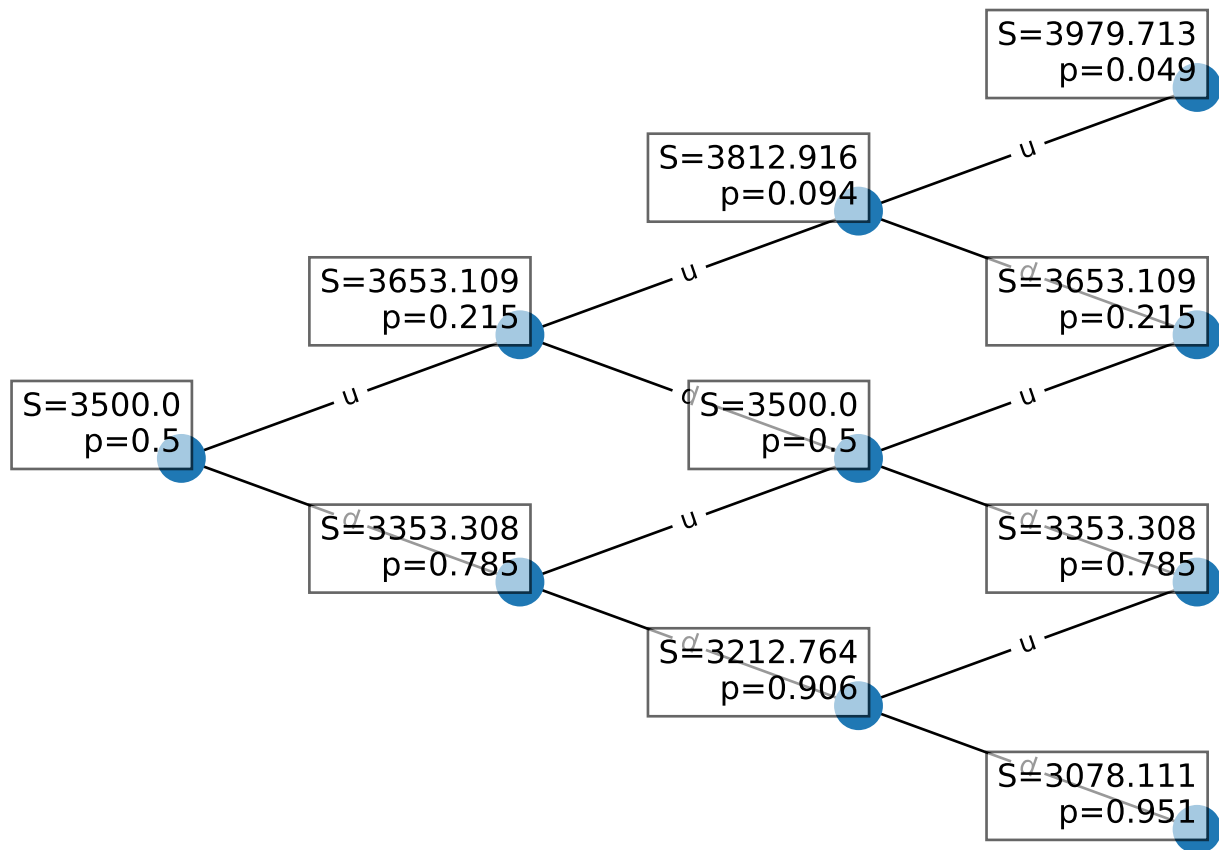 S=3979.713
p=0.049
u
S=3812.916
p=0.094
u
d
S=3653.109
p=0.215
S=3653.109
p=0.215
u
d
u
S=3500.0
p=0.5
S=3500.0
p=0.5
d
u
d
S=3353.308
p=0.785
S=3353.308
p=0.785
d
u
S=3212.764
p=0.906
d
S=3078.111
p=0.951